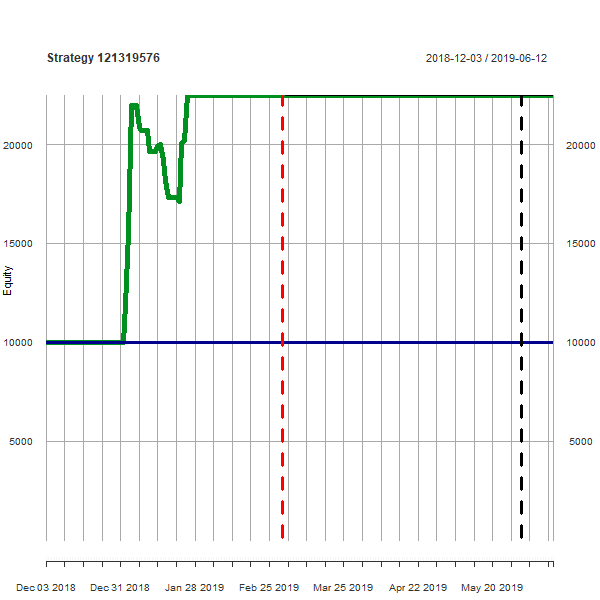 Strategy 121319576
2018-12-03 / 2019-06-12
20000
20000
15000
15000
Equity
10000
10000
5000
5000
Dec 03 2018
Dec 31 2018
Jan 28 2019
Feb 25 2019
Mar 25 2019
Apr 22 2019
May 20 2019